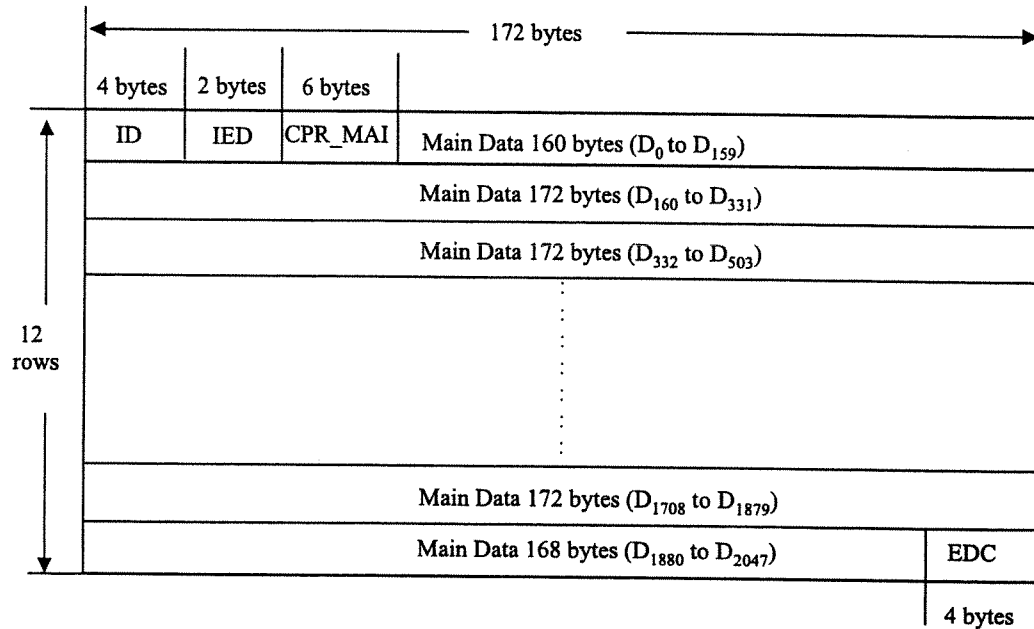 172 bytes
4 bytes 2 bytes 6 bytes
ID IED CPR_MAI Main Data 160 bytes (D₀ to D₁₅₉)
Main Data 172 bytes (D₁₆₀ to D₃₃₁)
Main Data 172 bytes (D₃₃₂ to D₅₀₃)
12
rows
Main Data 172 bytes (D₁₇₀₈ to D₁₈₇₉)
Main Data 168 bytes (D₁₈₈₀ to D₂₀₄₇) EDC
4 bytes